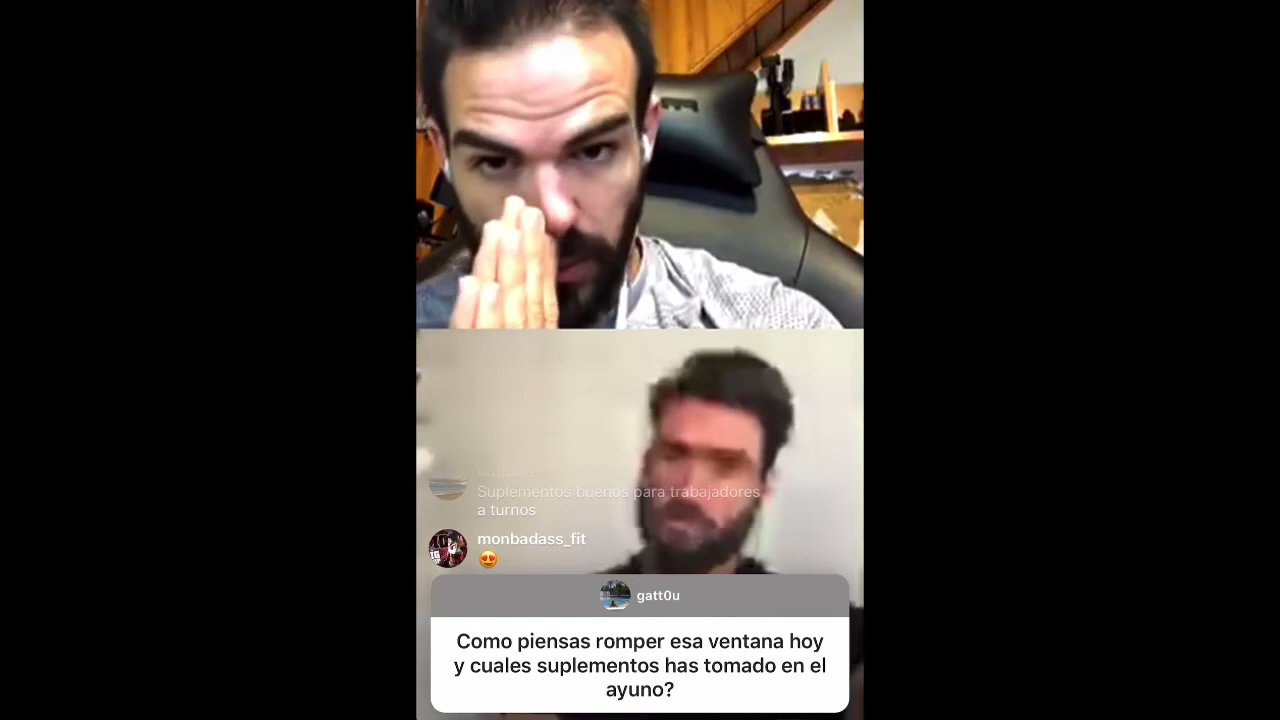 Suplementos buenos para trabajadores
a turnos
monbadass_fit
😍
gatt0u
Como piensas romper esa ventana hoy
y cuales suplementos has tomado en el
ayuno?